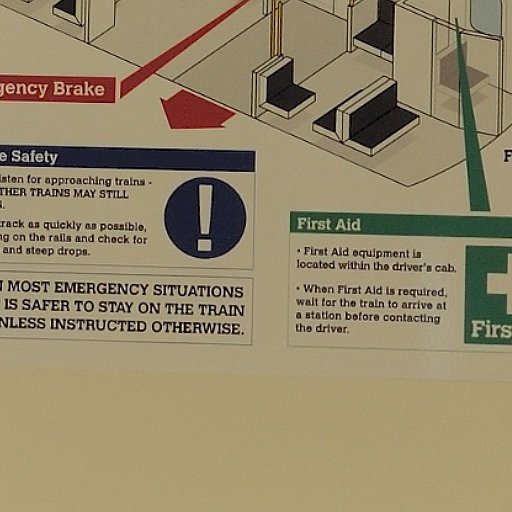 gency Brake
e Safety
isten for approaching trains -
THER TRAINS MAY STILL
rack as quickly as possible,
ng on the rails and check for
and steep drops.
N MOST EMERGENCY SITUATIONS
IS SAFER TO STAY ON THE TRAIN
NLESS INSTRUCTED OTHERWISE.
F
First Aid
• First Aid equipment is
located within the driver's cab.
• When First Aid is required,
wait for the train to arrive at
a station before contacting
the driver.
Firs